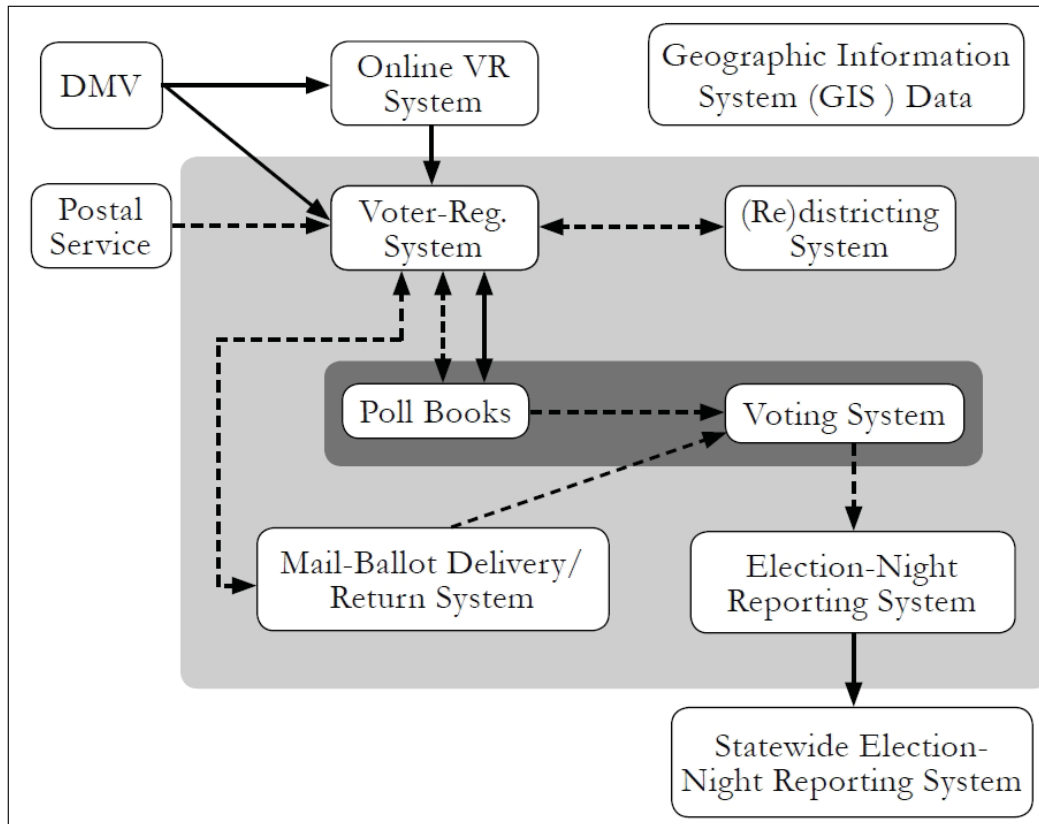 DMV
Online VR
System
Geographic Information
System (GIS ) Data
Postal
Service
Voter-Reg.
System
(Re)districting
System
Poll Books
Voting System
Mail-Ballot Delivery/
Return System
Election-Night
Reporting System
Statewide Election-
Night Reporting System